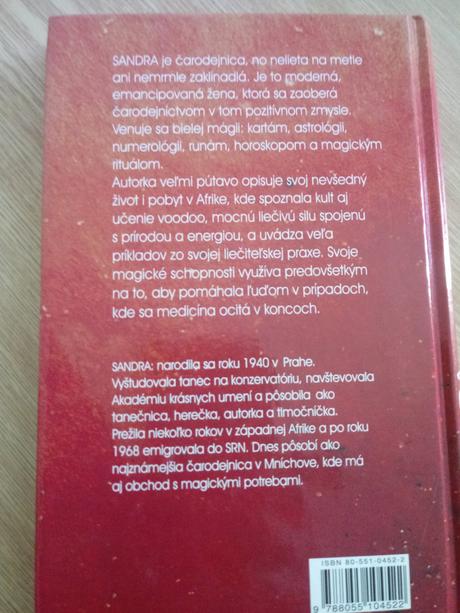 SANDRA je čarodejnica, no nelieta na metle
ani nemrmle zaklínadlá. Je to moderná,
emancipovaná žena, ktorá sa zaoberá
čarodejníctvom v tom pozitívnom zmysle.
Venuje sa bielej mágii: kartám, astrológii,
numerológii, runám, horoskopom a magickým
rituálom.
Autorka veľmi pútavo opisuje svoj nevšedný
život i pobyt v Afrike, kde spoznala kult aj
učenie voodoo, mocnú liečivú silu spojenú
s prírodou a energiou, a uvádza veľa
príkladov zo svojej liečiteľskej praxe. Svoje
magické schopnosti využíva predovšetkým
na to, aby pomáhala ľuďom v prípadoch,
kde sa medicína ocitá v koncoch.
SANDRA: narodila sa roku 1940 v Prahe.
Vyštudovala tanec na konzervatóriu, navštevovala
Akadémiu krásnych umení a pôsobila ako
tanečnica, herečka, autorka a tlmočníčka.
Prežila niekoľko rokov v západnej Afrike a po roku
1968 emigrovala do SRN. Dnes pôsobí ako
najznámejšia čarodejnica v Mníchove, kde má
aj obchod s magickými potrebami.
ISBN 80-551-0452-2
9 788055 104522